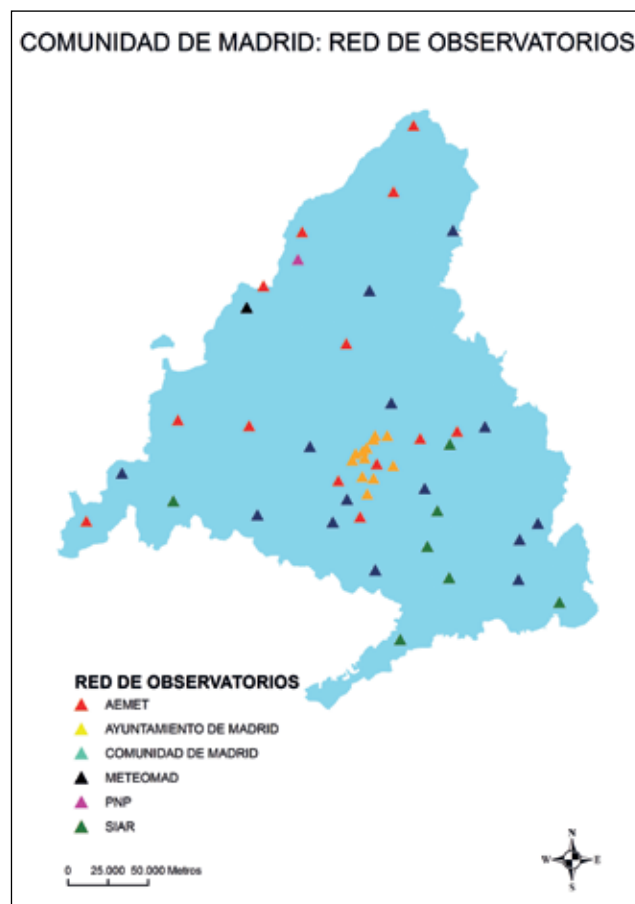 COMUNIDAD DE MADRID: RED DE OBSERVATORIOS
RED DE OBSERVATORIOS
AEMET
AYUNTAMIENTO DE MADRID
COMUNIDAD DE MADRID
METEOMAD
PNP
SIAR
0 25.000 50.000 Metros
N
W E
S